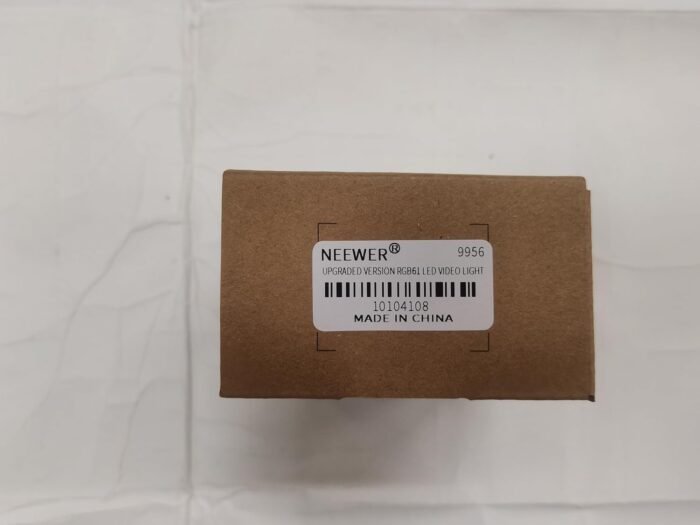 NEEWER® 9956
UPGRADED VERSION RGB61 LED VIDEO LIGHT
10104108
MADE IN CHINA